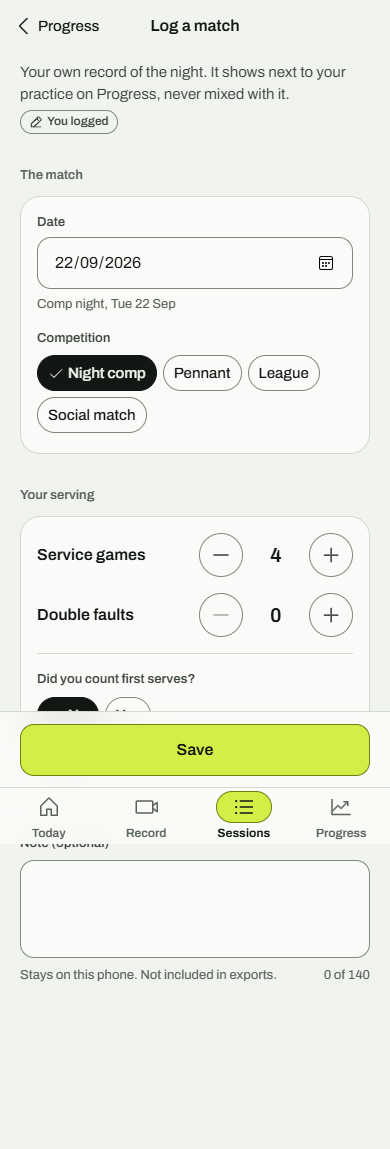 Progress
Log a match
Your own record of the night. It shows next to your
practice on Progress, never mixed with it.
You logged
The match
Date
22/09/2026
Comp night, Tue 22 Sep
Competition
Night comp
Pennant
League
Social match
Your serving
Service games
4
Double faults
0
Did you count first serves?
Save
Today
Record
Sessions
Progress
Note (optional)
Stays on this phone. Not included in exports.
0 of 140